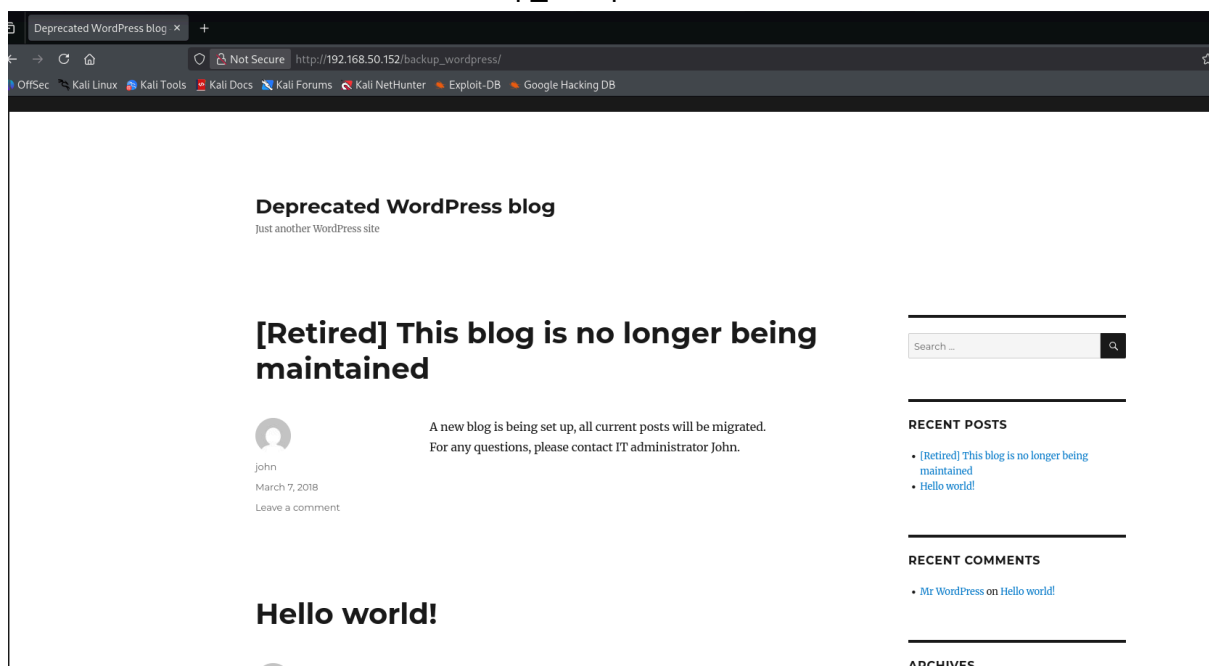 Deprecated WordPress blog
Not Secure http://192.168.50.152/backup_wordpress/
OffSec Kali Linux Kali Tools Kali Docs Kali Forums Kali NetHunter Exploit-DB Google Hacking DB
Deprecated WordPress blog
Just another WordPress site
[Retired] This blog is no longer being
maintained
Search ...
A new blog is being set up, all current posts will be migrated.
For any questions, please contact IT administrator John.
john
March 7, 2018
Leave a comment
RECENT POSTS
[Retired] This blog is no longer being
maintained
Hello world!
RECENT COMMENTS
Mr WordPress on Hello world!
Hello world!
ARCHIVES